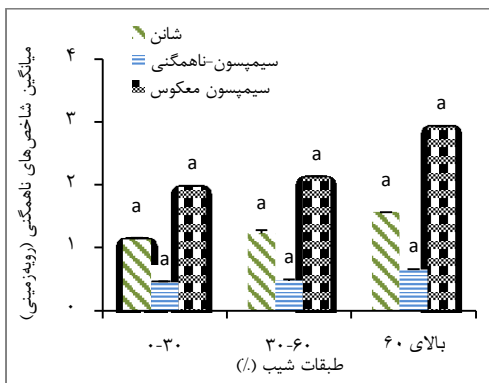 شانن
سیمپسون-ناهمگنی
سیمپسون معکوس
میانگین شاخص‌های ناهمگنی (رویه‌زمینی)
۴
۳
۲
۱
۰
a a a
a a a
a a a
۰-۳۰ ۳۰-۶۰ بالای ۶۰
طبقات شیب (٪)